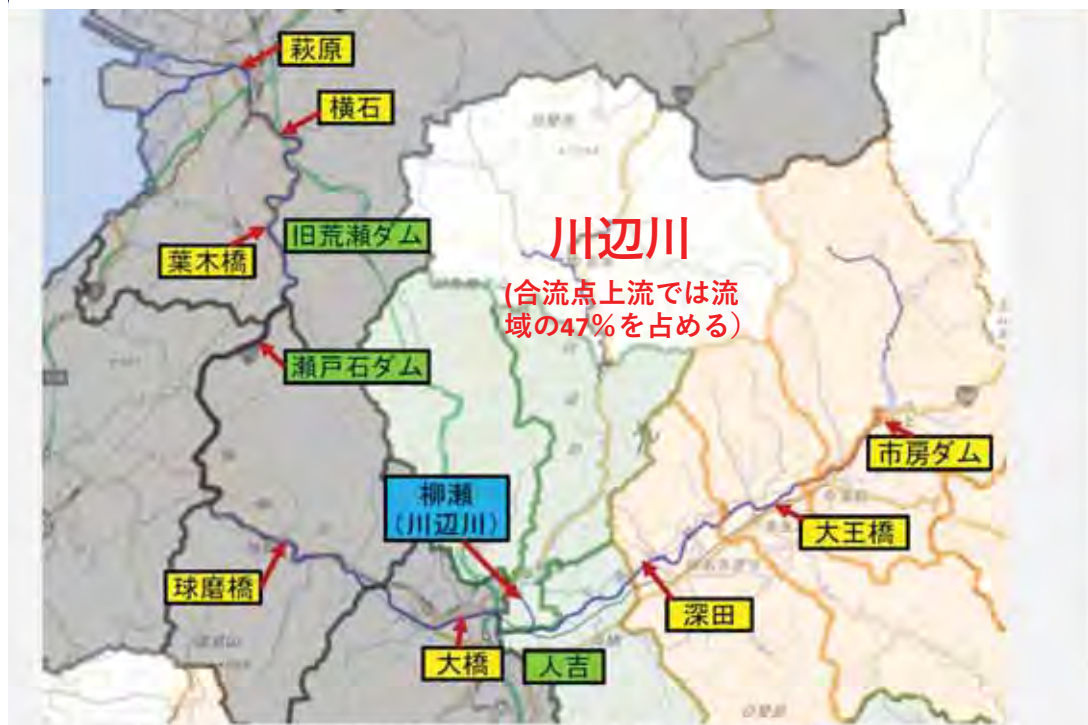 萩原
横石
川辺川
(合流点上流では流
域の47%を占める）
旧荒瀬ダム
葉木橋
瀬戸石ダム
市房ダム
柳瀬
（川辺川）
大王橋
球磨橋
深田
大橋
人吉